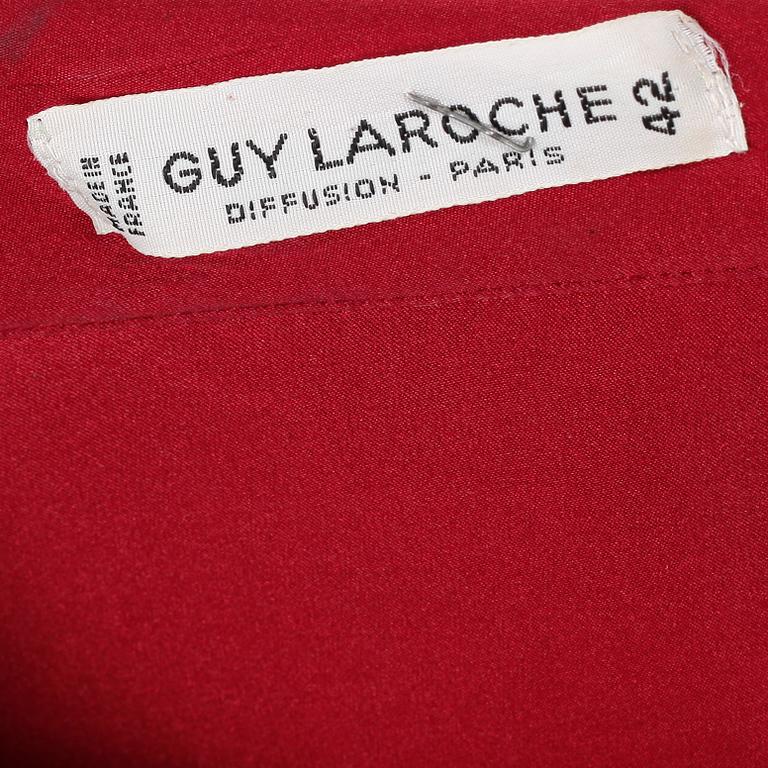 MADE IN
FRANCE
GUY LAROCHE
DIFFUSION - PARIS
42